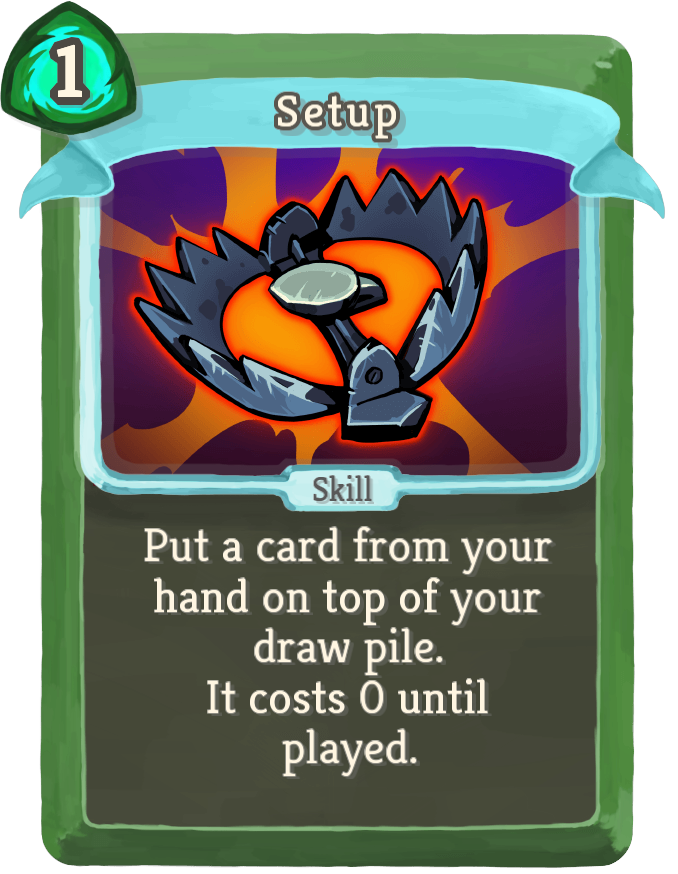 1
Setup
Skill
Put a card from your
hand on top of your
draw pile.
It costs 0 until
played.